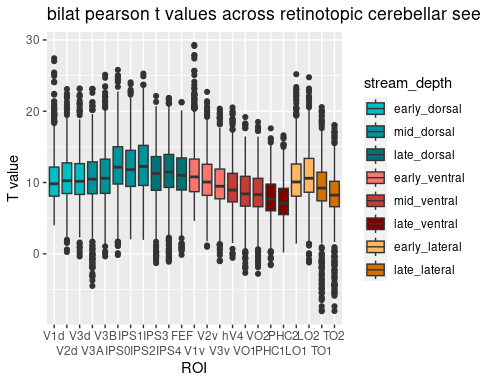 bilat pearson t values across retinotopic cerebellar see
T value
30
20
10
0
V1d V3d V3B IPS1 IPS3 FEF V2v hV4 VO2 PHC2 LO2 TO2
V2d V3A IPS0 IPS2 IPS4 V1v V3v VO1 PHC1 LO1 TO1
ROI
stream_depth
early_dorsal
mid_dorsal
late_dorsal
early_ventral
mid_ventral
late_ventral
early_lateral
late_lateral